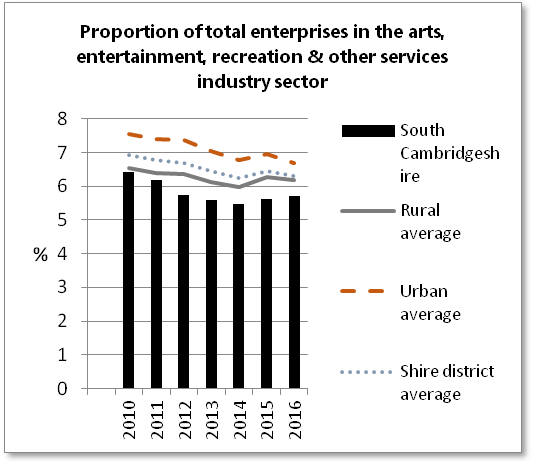 Proportion of total enterprises in the arts,
entertainment, recreation & other services
industry sector
8
7
6
5
4
3
2
1
0
%
2010
2011
2012
2013
2014
2015
2016
South
Cambridgesh
ire
Rural
average
Urban
average
Shire district
average